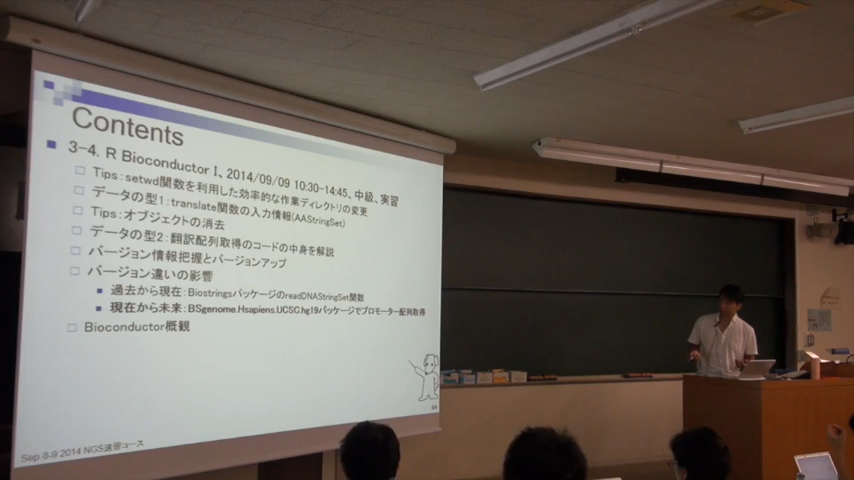 Contents
3-4. R Bioconductor I、2014/09/09 10:30-14:45、中級、実習
Tips：setwd関数を利用した効率的な作業ディレクトリの変更
データの型1：translate関数の入力情報(AAStringSet)
Tips：オブジェクトの消去
データの型2：翻訳配列取得のコードの中身を解説
バージョン情報把握とバージョンアップ
バージョン違いの影響
過去から現在：BiostringsパッケージのreadDNAStringSet関数
現在から未来：BSgenome.Hsapiens.UCSC.hg19パッケージでプロモーター配列取得
Bioconductor概観
Sep 8-9 2014 NGS速習コース